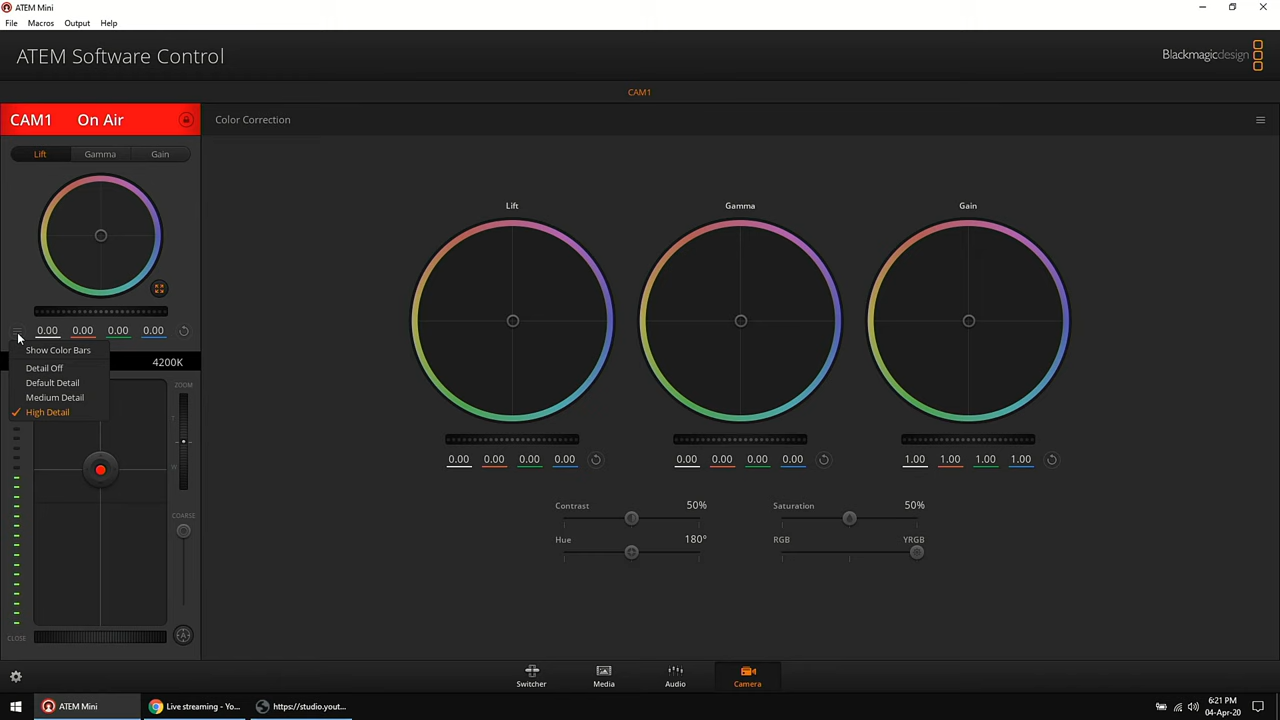 ATEM Mini
File Macros Output Help
ATEM Software Control
Blackmagicdesign
CAM1
CAM1 On Air
Color Correction
Lift Gamma Gain
Lift Gamma Gain
0.00 0.00 0.00 0.00
Show Color Bars
4200K
Detail Off
Default Detail
Medium Detail
High Detail
ZOOM
T
W
COARSE
CLOSE
A
0.00 0.00 0.00 0.00
0.00 0.00 0.00 0.00
1.00 1.00 1.00 1.00
Contrast 50%
Saturation 50%
Hue 180°
RGB YRGB
Switcher Media Audio Camera
ATEM Mini
Live streaming - Yo...
https://studio.yout...
6:21 PM
04-Apr-20